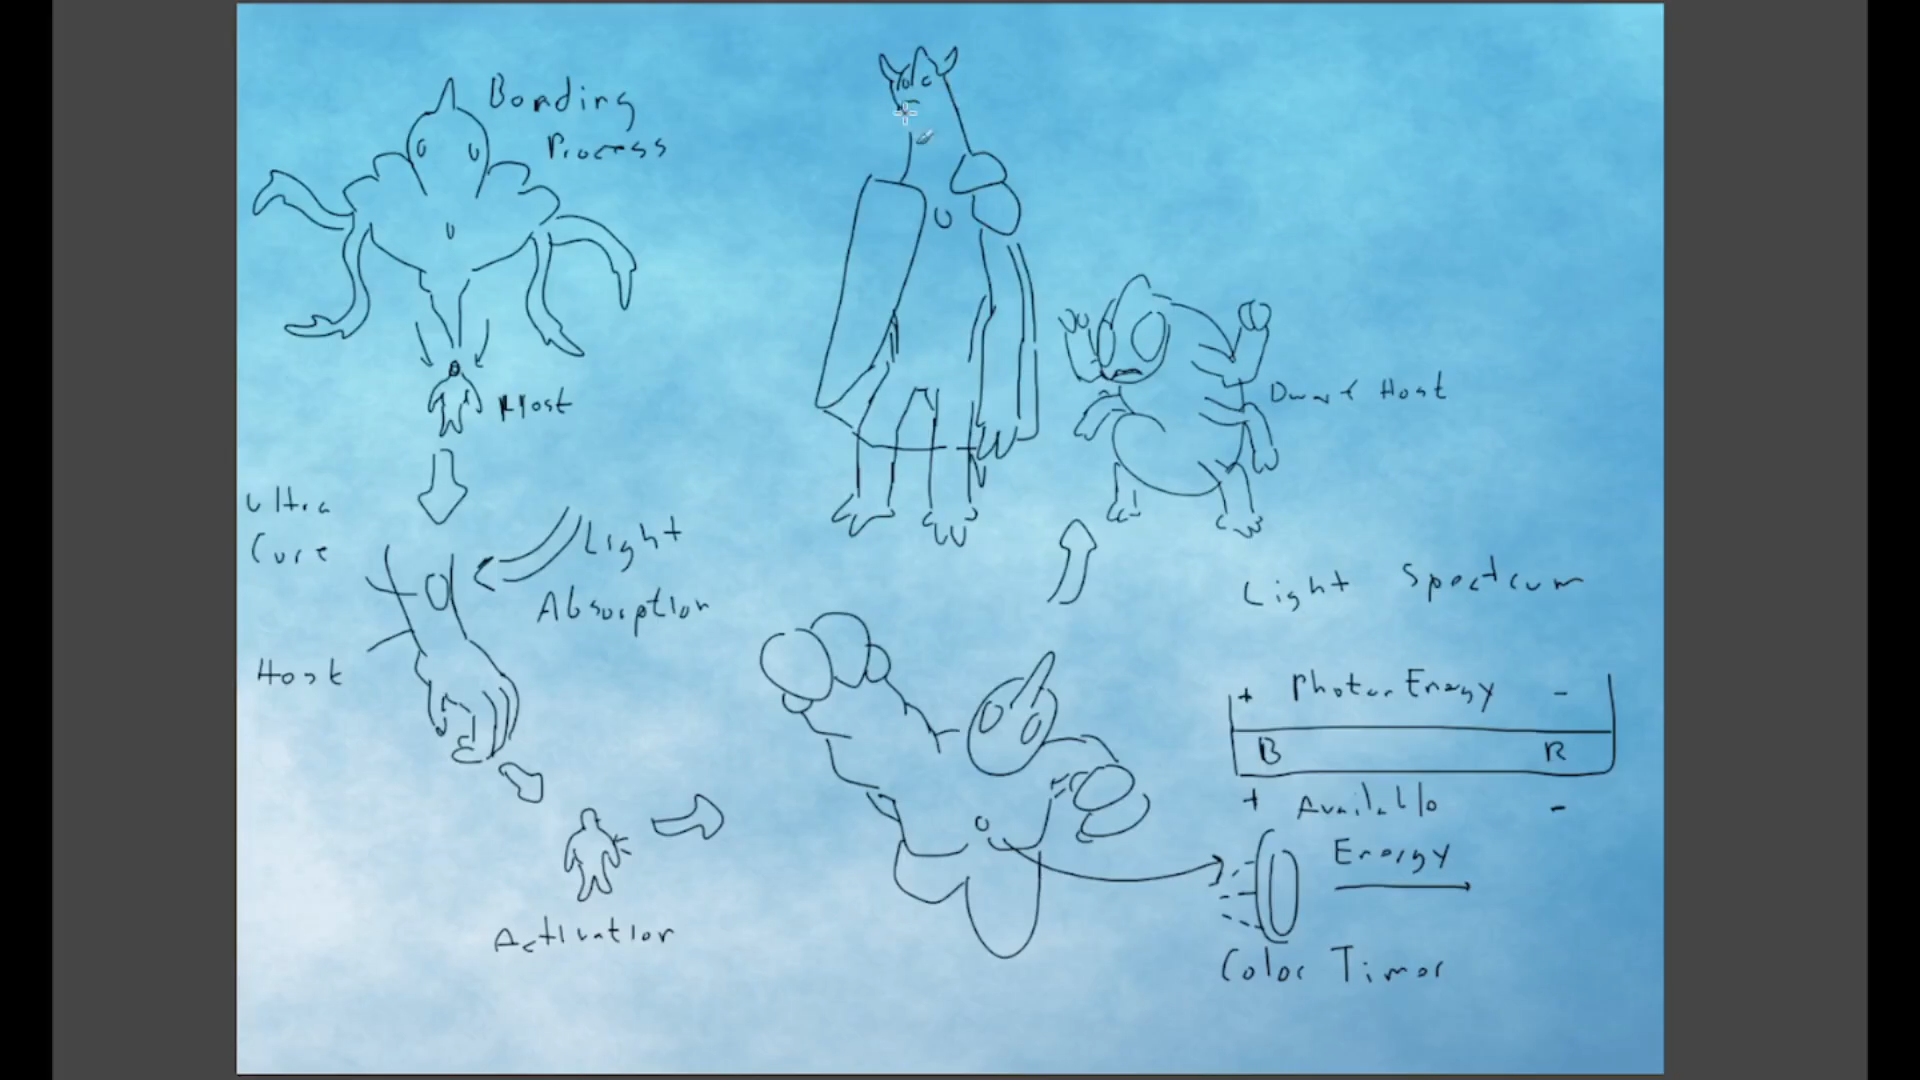 Bonding
Process
Host
Ultra
Core
Light
Absorption
Host
Activation
Dwarf Host
Light Spectrum
+ Photon Energy -
B R
+ Available -
Energy
Color Timer